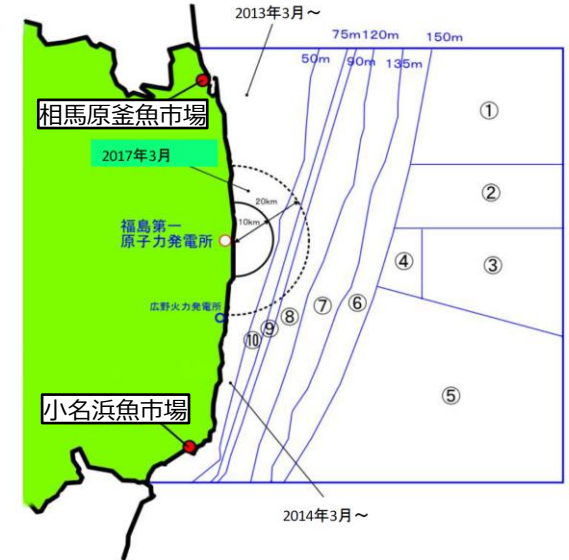 2013年3月～
75m 120m 150m
50m 90m 135m
相馬原釜魚市場
①
2017年3月
②
20km
10km
福島第一
原子力発電所
④
③
広野火力発電所
⑦
⑥
⑧
⑨
⑩
⑤
小名浜魚市場
2014年3月～